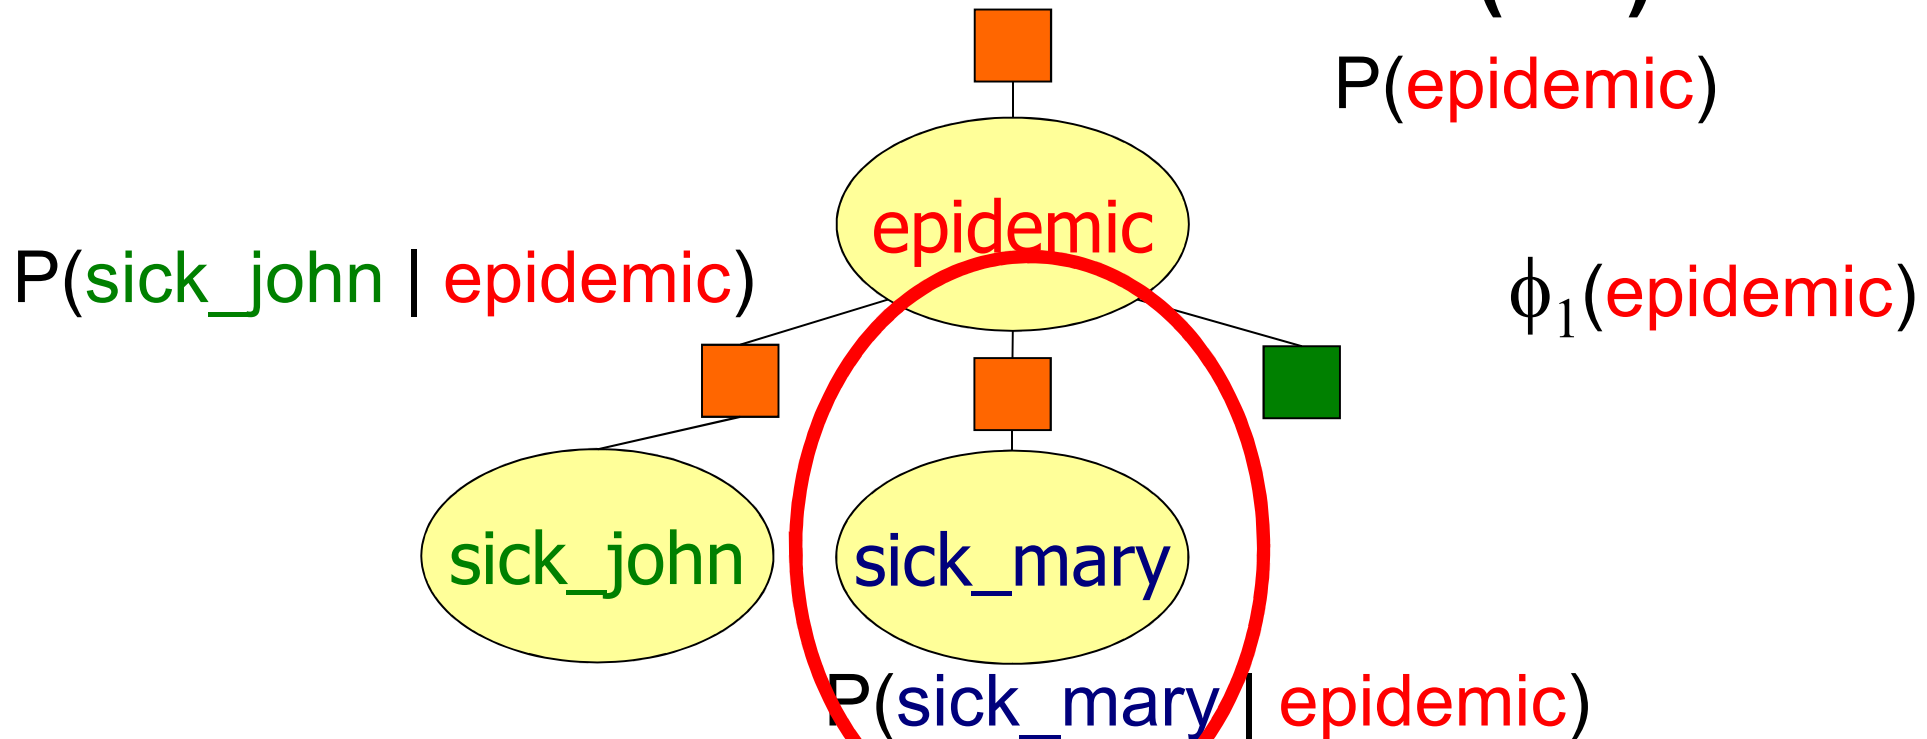 P(epidemic)
epidemic
P(sick_john | epidemic)
ϕ1(epidemic)
sick_john
sick_mary
P(sick_mary | epidemic)